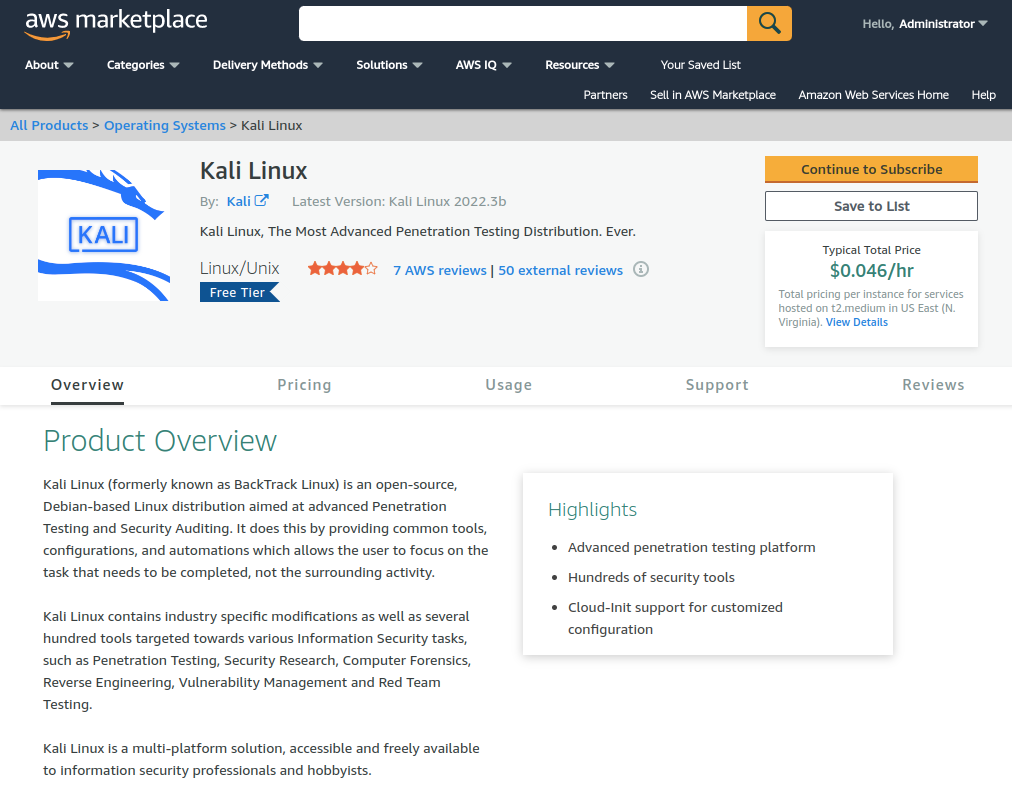 aws marketplace
Hello, Administrator
About Categories Delivery Methods Solutions AWS IQ Resources Your Saved List
Partners Sell in AWS Marketplace Amazon Web Services Home Help
All Products > Operating Systems > Kali Linux
KALI
Kali Linux
By: Kali Latest Version: Kali Linux 2022.3b
Kali Linux, The Most Advanced Penetration Testing Distribution. Ever.
Linux/Unix 7 AWS reviews | 50 external reviews
Free Tier
Continue to Subscribe
Save to List
Typical Total Price
$0.046/hr
Total pricing per instance for services
hosted on t2.medium in US East (N.
Virginia). View Details
Overview Pricing Usage Support Reviews
Product Overview
Kali Linux (formerly known as BackTrack Linux) is an open-source,
Debian-based Linux distribution aimed at advanced Penetration
Testing and Security Auditing. It does this by providing common tools,
configurations, and automations which allows the user to focus on the
task that needs to be completed, not the surrounding activity.
Kali Linux contains industry specific modifications as well as several
hundred tools targeted towards various Information Security tasks,
such as Penetration Testing, Security Research, Computer Forensics,
Reverse Engineering, Vulnerability Management and Red Team
Testing.
Kali Linux is a multi-platform solution, accessible and freely available
to information security professionals and hobbyists.
Highlights
• Advanced penetration testing platform
• Hundreds of security tools
• Cloud-Init support for customized
configuration